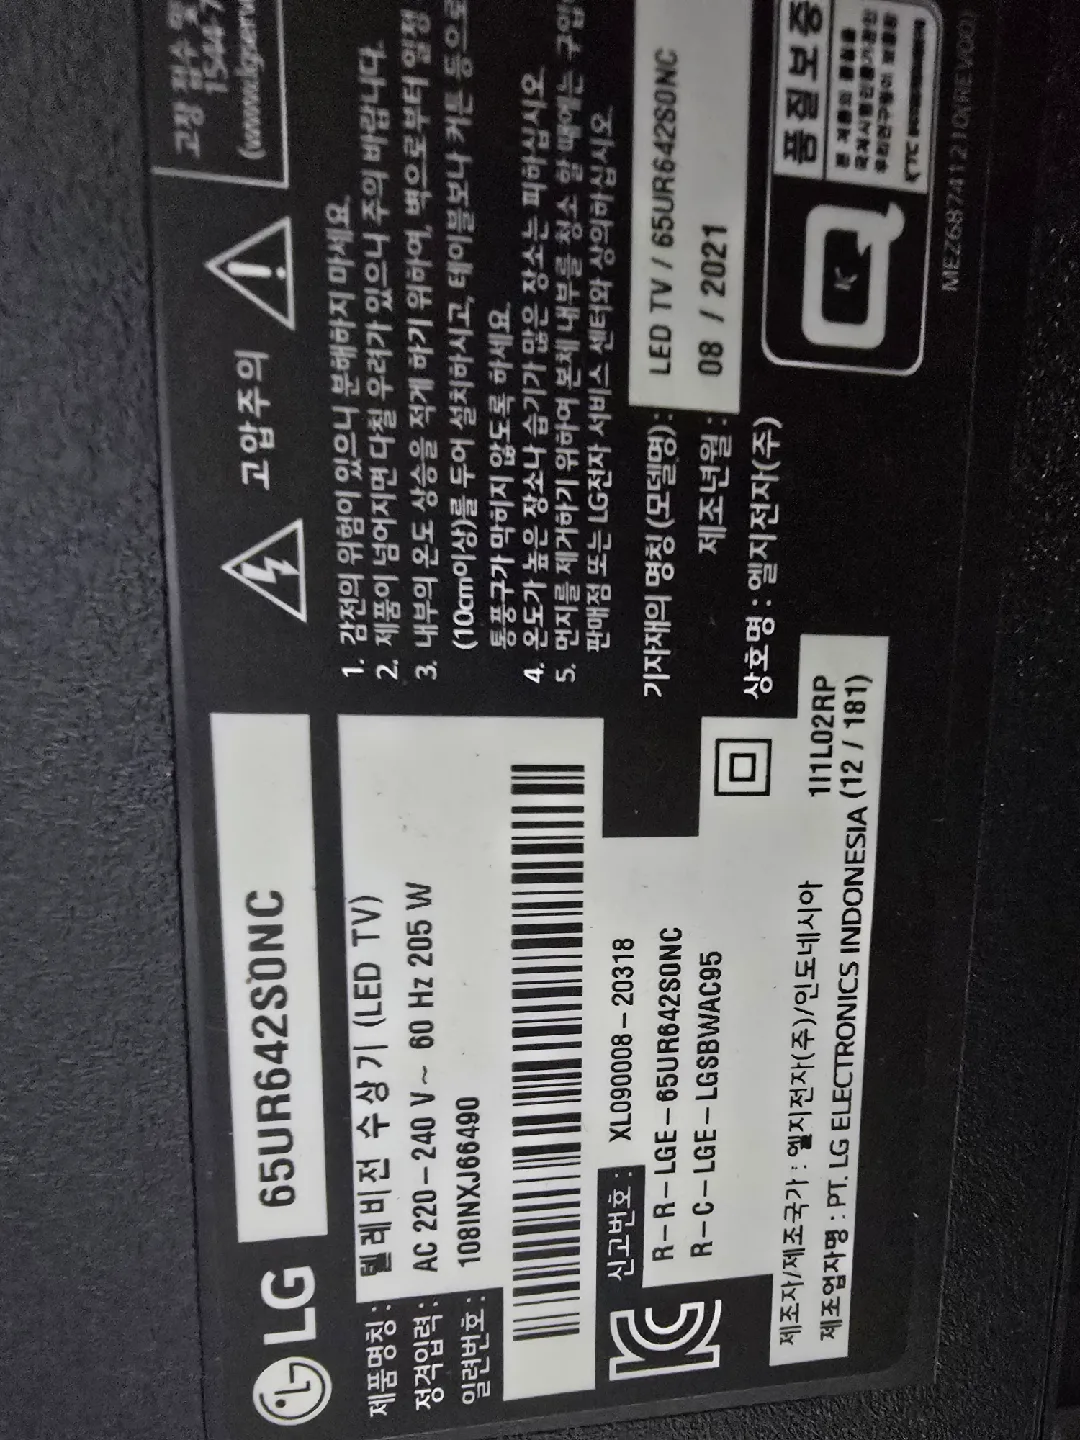 LG 65UR642S0NC
제품명칭 : 텔레비전 수상기 (LED TV)
정격입력 : AC 220-240 V ~ 60 Hz 205 W
일련번호 : 108INXJ66490
신고번호 : XL090008-20318
R-R-LGE-65UR642S0NC
R-C-LGE-LGSBWAC95
제조자/제조국가 : 엘지전자(주)/인도네시아 1I1L02RP
제조업자명 : PT. LG ELECTRONICS INDONESIA (12 / 181)
고압주의
고장 접수 및
1544-7
(www.lgserv
1. 감전의 위험이 있으니 분해하지 마세요.
2. 제품이 넘어지면 다칠 우려가 있으니 주의 바랍니다.
3. 내부의 온도 상승을 적게 하기 위하여, 벽으로부터 일정
(10cm이상)를 두어 설치하시고, 테이블보나 커튼 등으로
통풍구가 막히지 않도록 하세요.
4. 온도가 높은 장소나 습기가 많은 장소는 피하십시오.
5. 먼지를 제거하기 위하여 본체 내부를 청소 할 때에는 구입
판매점 또는 LG전자 서비스 센터와 상의하십시오.
기자재의 명칭(모델명) : LED TV / 65UR642S0NC
제조년월 : 08 / 2021
상호명 : 엘지전자(주)
K
품질보증
MEZ68741210(REV00)